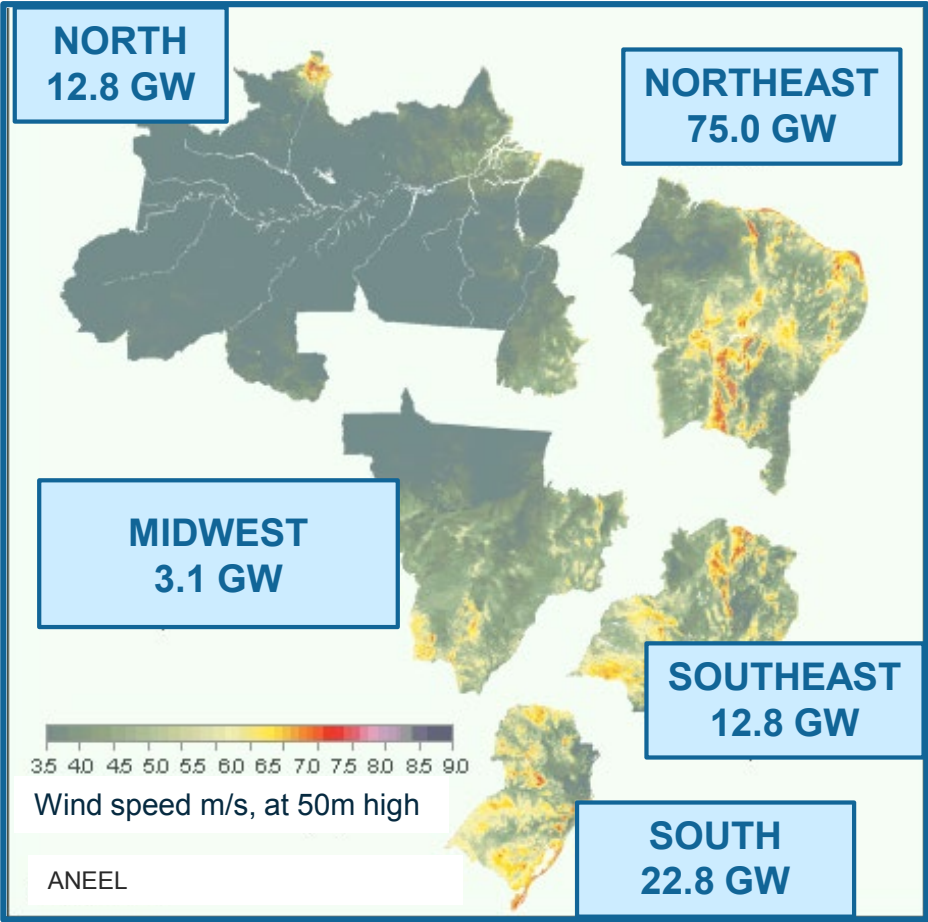 NORTH
12.8 GW
NORTHEAST
75.0 GW
MIDWEST
3.1 GW
SOUTHEAST
12.8 GW
3.5 4.0 4.5 5.0 5.5 6.0 6.5 7.0 7.5 8.0 8.5 9.0
Wind speed m/s, at 50m high
SOUTH
22.8 GW
ANEEL